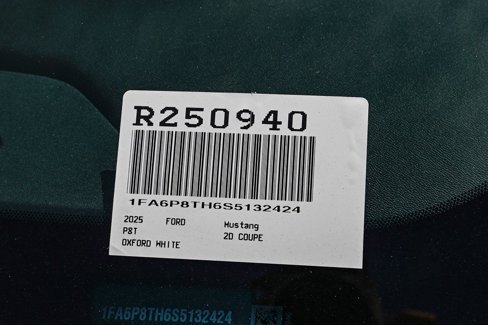 R250940
1FA6P8TH6S5132424
2025 FORD Mustang
P8T 2D COUPE
OXFORD WHITE
1FA6P8TH6S5132424